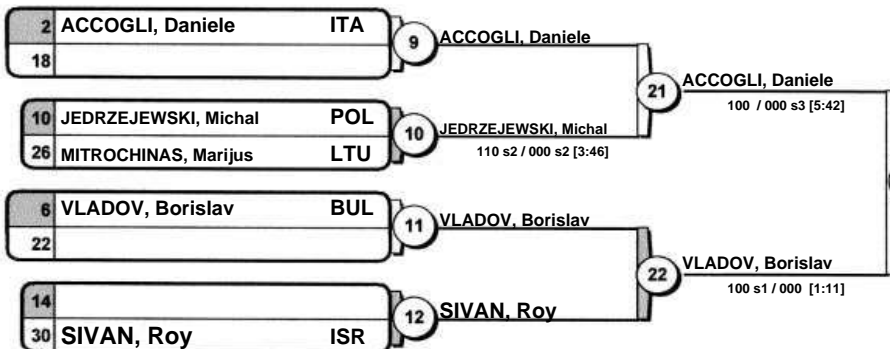 2 ACCOGLI, Daniele ITA
18
9 ACCOGLI, Daniele
10 JEDRZEJEWSKI, Michal POL
26 MITROCHINAS, Marijus LTU
10 JEDRZEJEWSKI, Michal
110 s2 / 000 s2 [3:46]
21 ACCOGLI, Daniele
100 / 000 s3 [5:42]
6 VLADOV, Borislav BUL
22
11 VLADOV, Borislav
14
30 SIVAN, Roy ISR
12 SIVAN, Roy
22 VLADOV, Borislav
100 s1 / 000 [1:11]